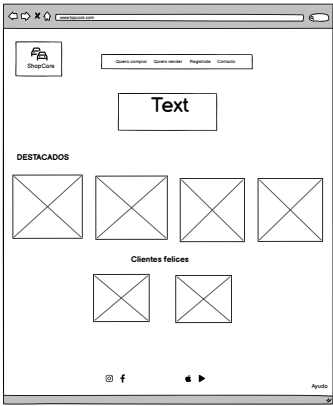 www.topcars.com
ShopCars
Quiero comprar Quiero vender Registrate Contacto
Text
DESTACADOS
Clientes felices
Ayuda